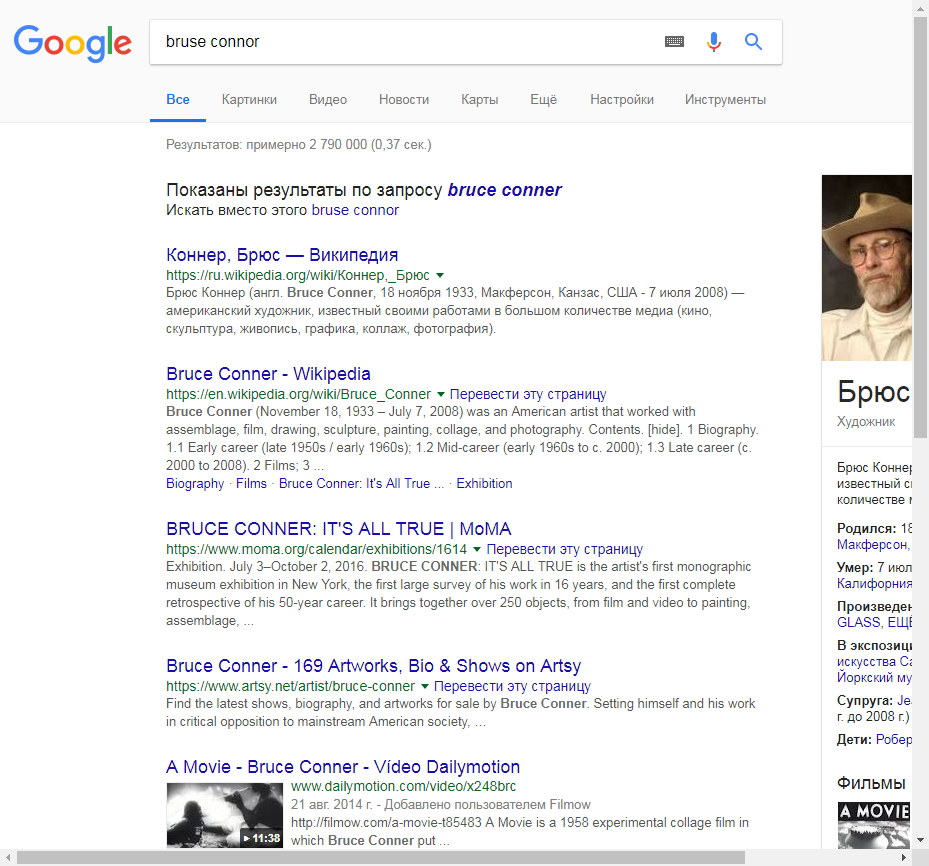 Google
bruse connor
Все Картинки Видео Новости Карты Ещё Настройки Инструменты
Результатов: примерно 2 790 000 (0,37 сек.)
Показаны результаты по запросу bruce conner
Искать вместо этого bruse connor
Коннер, Брюс — Википедия
https://ru.wikipedia.org/wiki/Коннер,_Брюс
Брюс Коннер (англ. Bruce Conner, 18 ноября 1933, Макферсон, Канзас, США - 7 июля 2008) —
американский художник, известный своими работами в большом количестве медиа (кино,
скульптура, живопись, графика, коллаж, фотография).
Bruce Conner - Wikipedia
https://en.wikipedia.org/wiki/Bruce_Conner Перевести эту страницу
Bruce Conner (November 18, 1933 – July 7, 2008) was an American artist that worked with
assemblage, film, drawing, sculpture, painting, collage, and photography. Contents. [hide]. 1 Biography.
1.1 Early career (late 1950s / early 1960s); 1.2 Mid-career (early 1960s to c. 2000); 1.3 Late career (c.
2000 to 2008). 2 Films; 3 ...
Biography · Films · Bruce Conner: It's All True ... · Exhibition
BRUCE CONNER: IT'S ALL TRUE | MoMA
https://www.moma.org/calendar/exhibitions/1614 Перевести эту страницу
Exhibition. July 3–October 2, 2016. BRUCE CONNER: IT'S ALL TRUE is the artist's first monographic
museum exhibition in New York, the first large survey of his work in 16 years, and the first complete
retrospective of his 50-year career. It brings together over 250 objects, from film and video to painting,
assemblage, ...
Bruce Conner - 169 Artworks, Bio & Shows on Artsy
https://www.artsy.net/artist/bruce-conner Перевести эту страницу
Find the latest shows, biography, and artworks for sale by Bruce Conner. Setting himself and his work
in critical opposition to mainstream American society, ...
A Movie - Bruce Conner - Vídeo Dailymotion
www.dailymotion.com/video/x248brc
21 авг. 2014 г. - Добавлено пользователем Filmow
http://filmow.com/a-movie-t85483 A Movie is a 1958 experimental collage film in
which Bruce Conner put ...
11:38
Брюс
Художник
Брюс Коннер
известный с
количестве
Родился: 18
Макферсон,
Умер: 7 июл
Калифорния
Произведен
GLASS, ЕЩЁ
В экспозици
искусства Са
Йоркский му
Супруга: Je
г. до 2008 г.)
Дети: Робер
Фильмы
A MOVIE